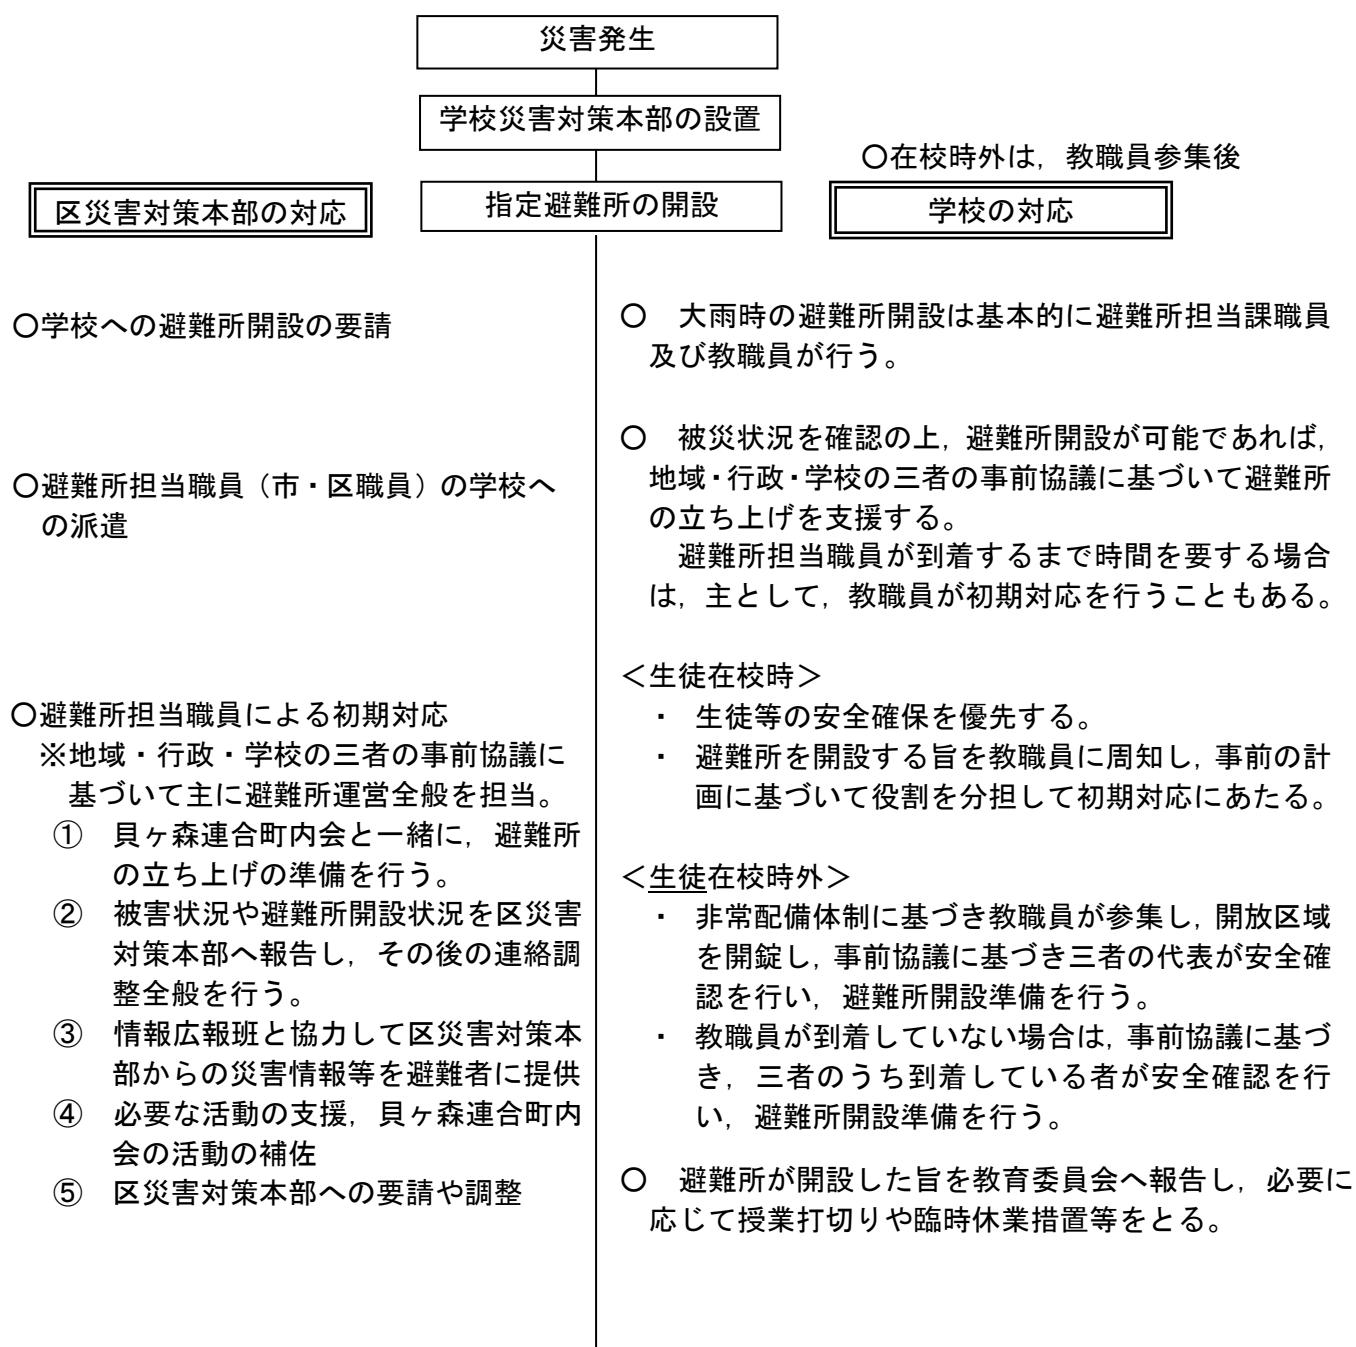 災害発生
学校災害対策本部の設置
〇在校時外は，教職員参集後
区災害対策本部の対応
指定避難所の開設
学校の対応
〇学校への避難所開設の要請
〇避難所担当職員（市・区職員）の学校へ
の派遣
〇避難所担当職員による初期対応
※地域・行政・学校の三者の事前協議に
基づいて主に避難所運営全般を担当。
① 貝ヶ森連合町内会と一緒に，避難所
の立ち上げの準備を行う。
② 被害状況や避難所開設状況を区災害
対策本部へ報告し，その後の連絡調
整全般を行う。
③ 情報広報班と協力して区災害対策本
部からの災害情報等を避難者に提供
④ 必要な活動の支援，貝ヶ森連合町内
会の活動の補佐
⑤ 区災害対策本部への要請や調整
〇 大雨時の避難所開設は基本的に避難所担当課職員
及び教職員が行う。
〇 被災状況を確認の上，避難所開設が可能であれば，
地域・行政・学校の三者の事前協議に基づいて避難所
の立ち上げを支援する。
避難所担当職員が到着するまで時間を要する場合
は，主として，教職員が初期対応を行うこともある。
＜生徒在校時＞
・ 生徒等の安全確保を優先する。
・ 避難所を開設する旨を教職員に周知し，事前の計
画に基づいて役割を分担して初期対応にあたる。
＜生徒在校時外＞
・ 非常配備体制に基づき教職員が参集し，開放区域
を開錠し，事前協議に基づき三者の代表が安全確
認を行い，避難所開設準備を行う。
・ 教職員が到着していない場合は，事前協議に基づ
き，三者のうち到着している者が安全確認を行
い，避難所開設準備を行う。
〇 避難所が開設した旨を教育委員会へ報告し，必要に
応じて授業打切りや臨時休業措置等をとる。